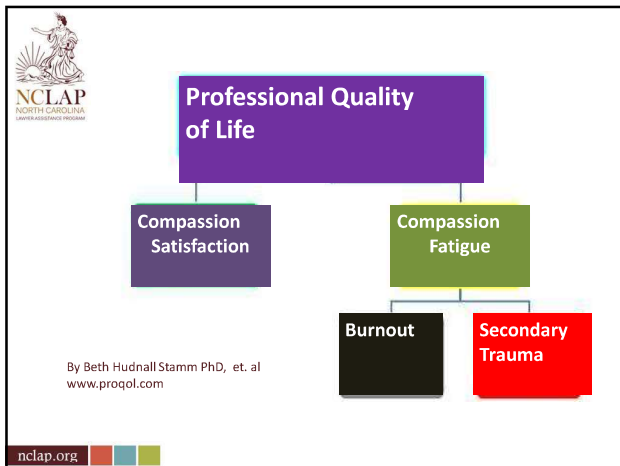 NCLAP
NORTH CAROLINA
LAWYER ASSISTANCE PROGRAM
Professional Quality
of Life
Compassion
Satisfaction
Compassion
Fatigue
Burnout
Secondary
Trauma
By Beth Hudnall Stamm PhD, et. al
www.proqol.com
nclap.org